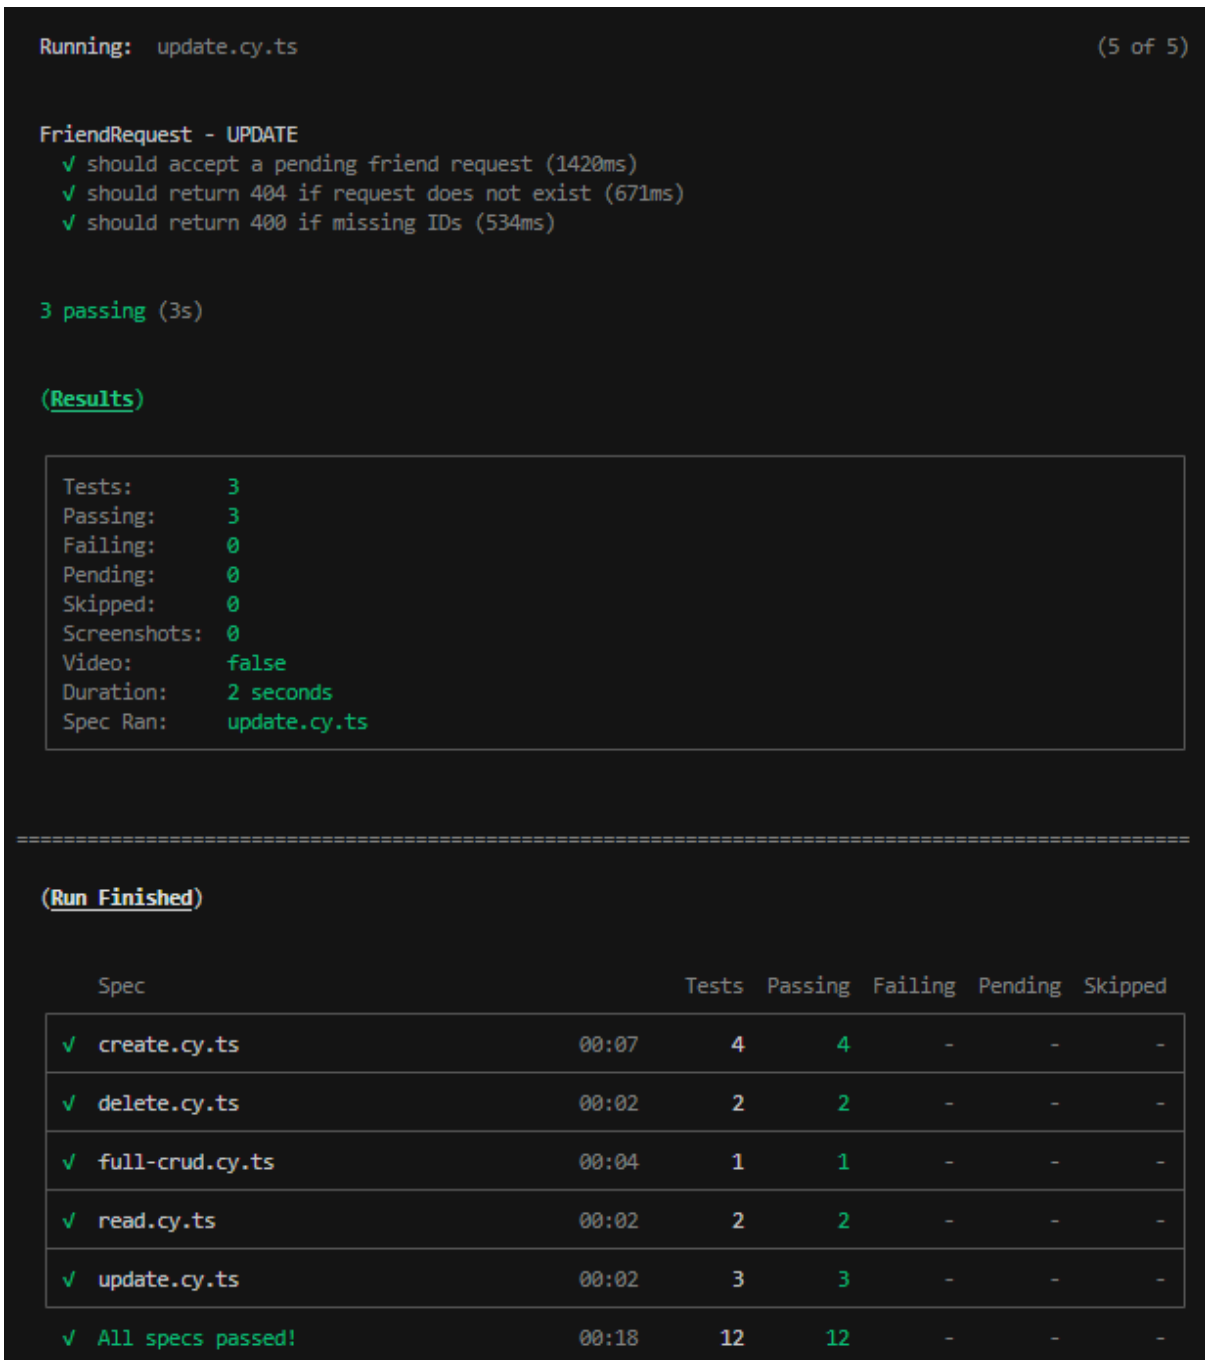 Running:  update.cy.ts (5 of 5)
FriendRequest - UPDATE
√ should accept a pending friend request (1420ms)
√ should return 404 if request does not exist (671ms)
√ should return 400 if missing IDs (534ms)
3 passing (3s)
(Results)
Tests: 3
Passing: 3
Failing: 0
Pending: 0
Skipped: 0
Screenshots: 0
Video: false
Duration: 2 seconds
Spec Ran: update.cy.ts
====================================================================================================
(Run Finished)
Spec Tests Passing Failing Pending Skipped
√ create.cy.ts 00:07 4 4 - - -
√ delete.cy.ts 00:02 2 2 - - -
√ full-crud.cy.ts 00:04 1 1 - - -
√ read.cy.ts 00:02 2 2 - - -
√ update.cy.ts 00:02 3 3 - - -
√ All specs passed! 00:18 12 12 - - -